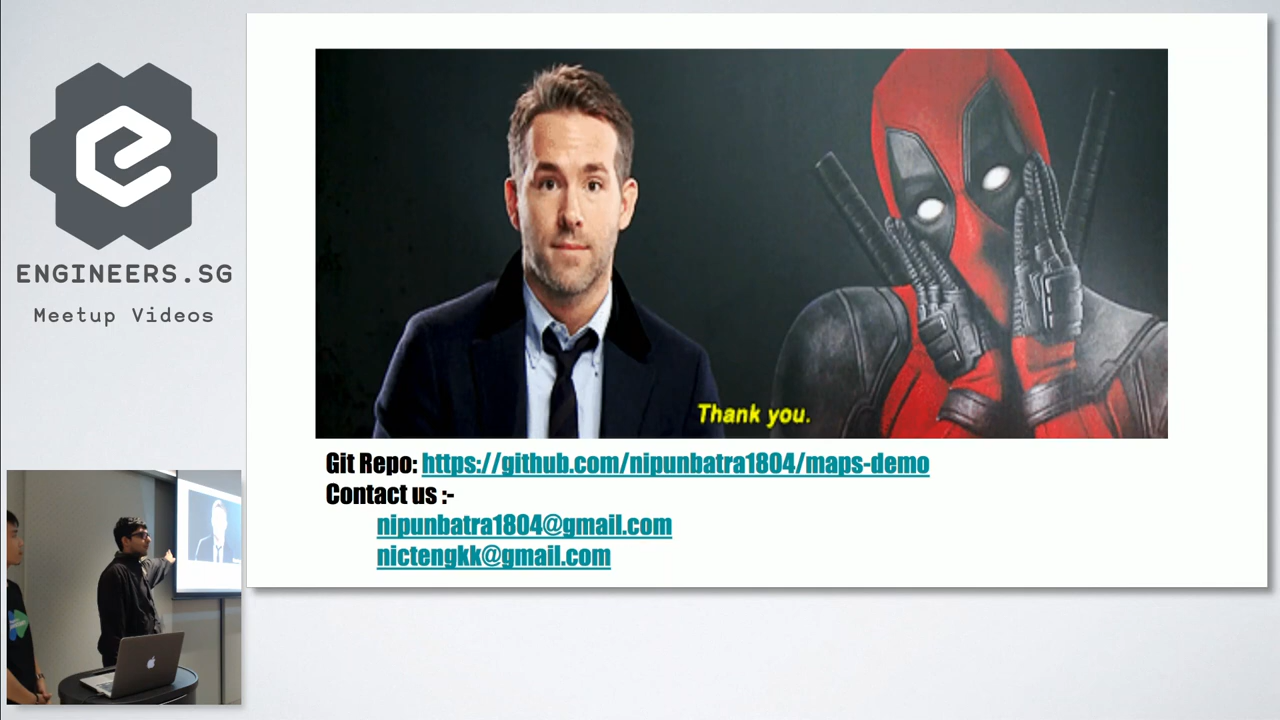 ENGINEERS.SG
Meetup Videos
Thank you.
Git Repo: https://github.com/nipunbatra1804/maps-demo
Contact us :-
nipunbatra1804@gmail.com
nictengkk@gmail.com